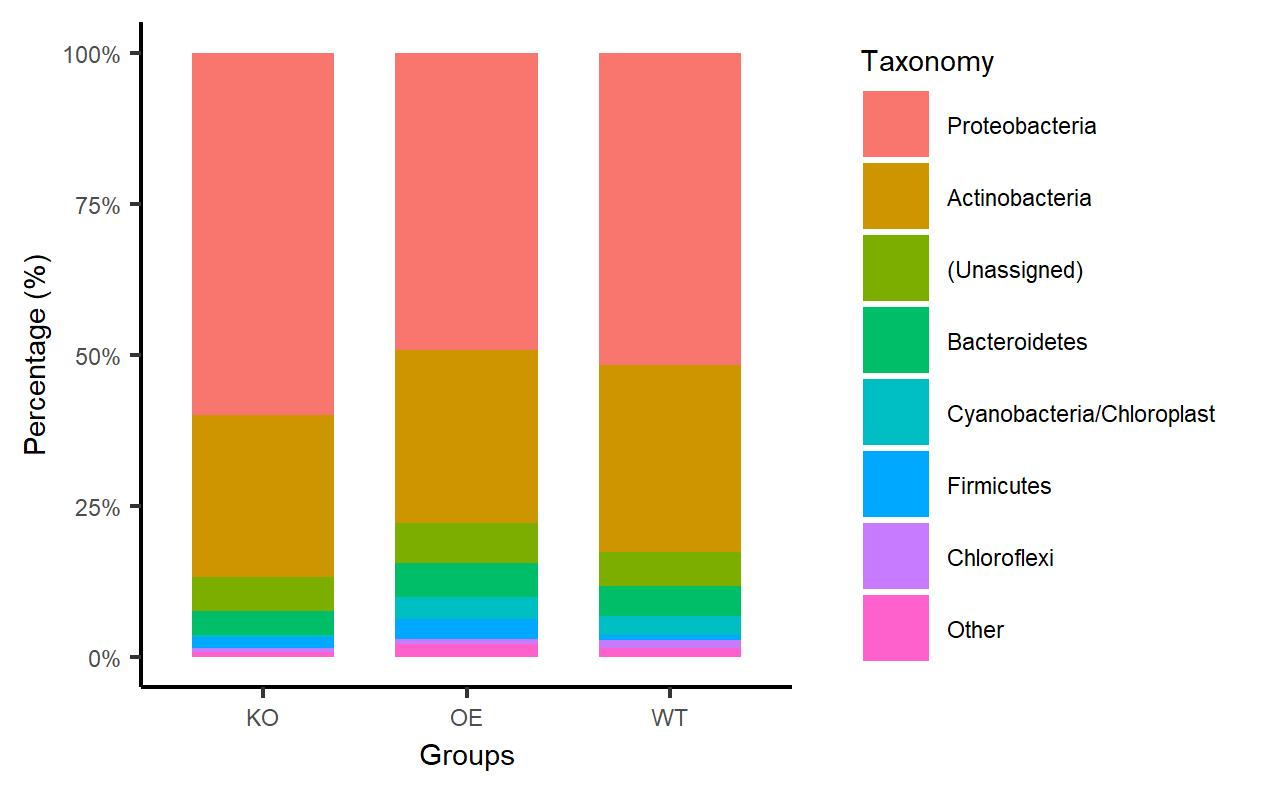 Percentage (%)
100%
75%
50%
25%
0%
KO
OE
WT
Groups
Taxonomy
Proteobacteria
Actinobacteria
(Unassigned)
Bacteroidetes
Cyanobacteria/Chloroplast
Firmicutes
Chloroflexi
Other